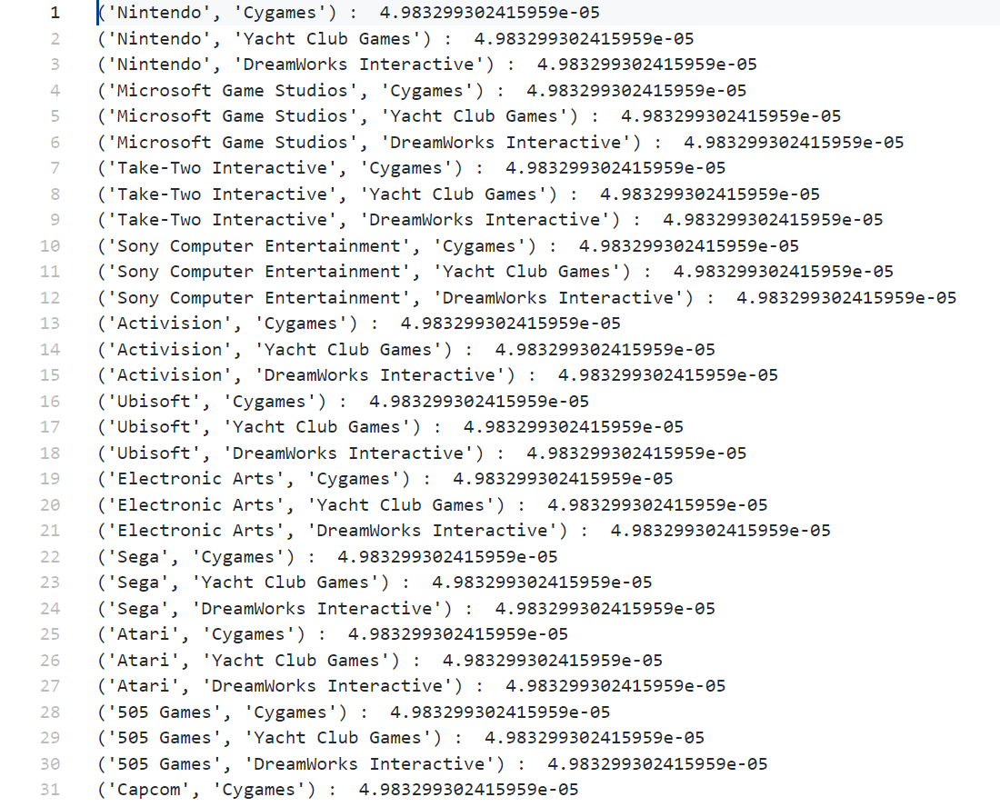 1 ('Nintendo', 'Cygames') :  4.983299302415959e-05
2 ('Nintendo', 'Yacht Club Games') :  4.983299302415959e-05
3 ('Nintendo', 'DreamWorks Interactive') :  4.983299302415959e-05
4 ('Microsoft Game Studios', 'Cygames') :  4.983299302415959e-05
5 ('Microsoft Game Studios', 'Yacht Club Games') :  4.983299302415959e-05
6 ('Microsoft Game Studios', 'DreamWorks Interactive') :  4.983299302415959e-05
7 ('Take-Two Interactive', 'Cygames') :  4.983299302415959e-05
8 ('Take-Two Interactive', 'Yacht Club Games') :  4.983299302415959e-05
9 ('Take-Two Interactive', 'DreamWorks Interactive') :  4.983299302415959e-05
10 ('Sony Computer Entertainment', 'Cygames') :  4.983299302415959e-05
11 ('Sony Computer Entertainment', 'Yacht Club Games') :  4.983299302415959e-05
12 ('Sony Computer Entertainment', 'DreamWorks Interactive') :  4.983299302415959e-05
13 ('Activision', 'Cygames') :  4.983299302415959e-05
14 ('Activision', 'Yacht Club Games') :  4.983299302415959e-05
15 ('Activision', 'DreamWorks Interactive') :  4.983299302415959e-05
16 ('Ubisoft', 'Cygames') :  4.983299302415959e-05
17 ('Ubisoft', 'Yacht Club Games') :  4.983299302415959e-05
18 ('Ubisoft', 'DreamWorks Interactive') :  4.983299302415959e-05
19 ('Electronic Arts', 'Cygames') :  4.983299302415959e-05
20 ('Electronic Arts', 'Yacht Club Games') :  4.983299302415959e-05
21 ('Electronic Arts', 'DreamWorks Interactive') :  4.983299302415959e-05
22 ('Sega', 'Cygames') :  4.983299302415959e-05
23 ('Sega', 'Yacht Club Games') :  4.983299302415959e-05
24 ('Sega', 'DreamWorks Interactive') :  4.983299302415959e-05
25 ('Atari', 'Cygames') :  4.983299302415959e-05
26 ('Atari', 'Yacht Club Games') :  4.983299302415959e-05
27 ('Atari', 'DreamWorks Interactive') :  4.983299302415959e-05
28 ('505 Games', 'Cygames') :  4.983299302415959e-05
29 ('505 Games', 'Yacht Club Games') :  4.983299302415959e-05
30 ('505 Games', 'DreamWorks Interactive') :  4.983299302415959e-05
31 ('Capcom', 'Cygames') :  4.983299302415959e-05